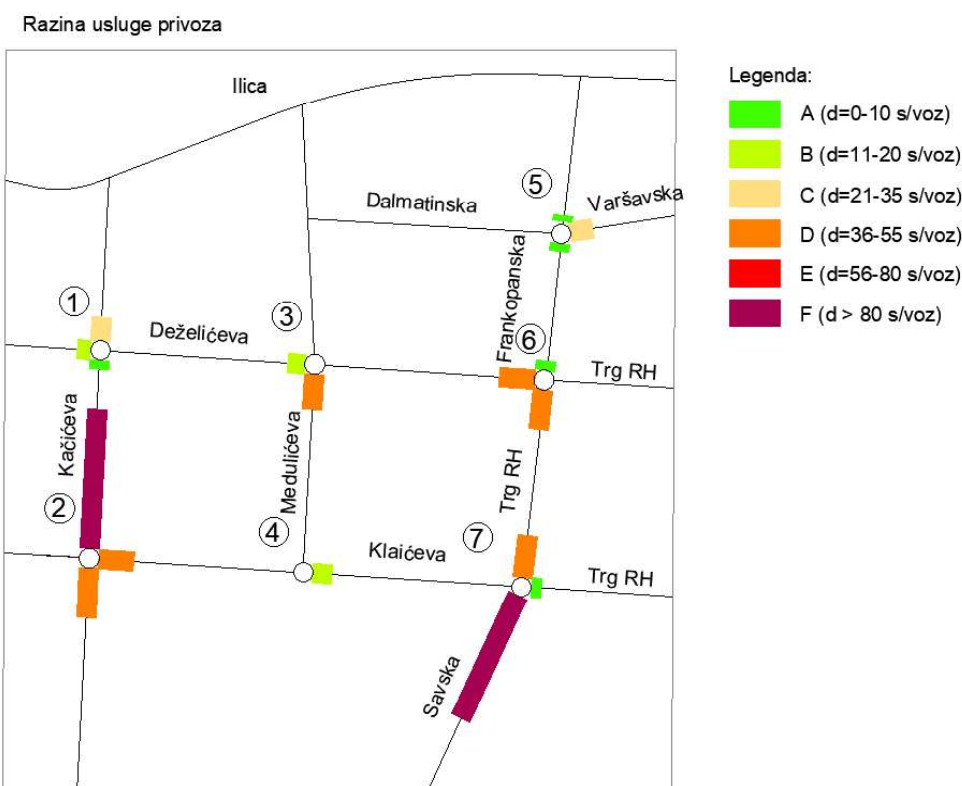 Razina usluge privoza
Ilica
Legenda:
A (d=0-10 s/voz)
B (d=11-20 s/voz)
C (d=21-35 s/voz)
D (d=36-55 s/voz)
E (d=56-80 s/voz)
F (d > 80 s/voz)
5
Dalmatinska
Varšavska
Frankopanska
1
Deželićeva
3
6
Trg RH
Kačićeva
Medulićeva
Trg RH
2
4
Klaićeva
7
Trg RH
Savska